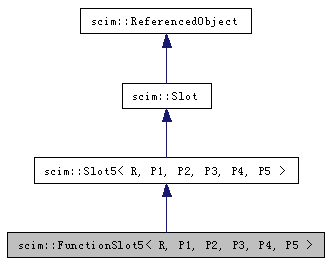 scim::ReferencedObject
scim::Slot
scim::Slot5< R, P1, P2, P3, P4, P5 >
scim::FunctionSlot5< R, P1, P2, P3, P4, P5 >